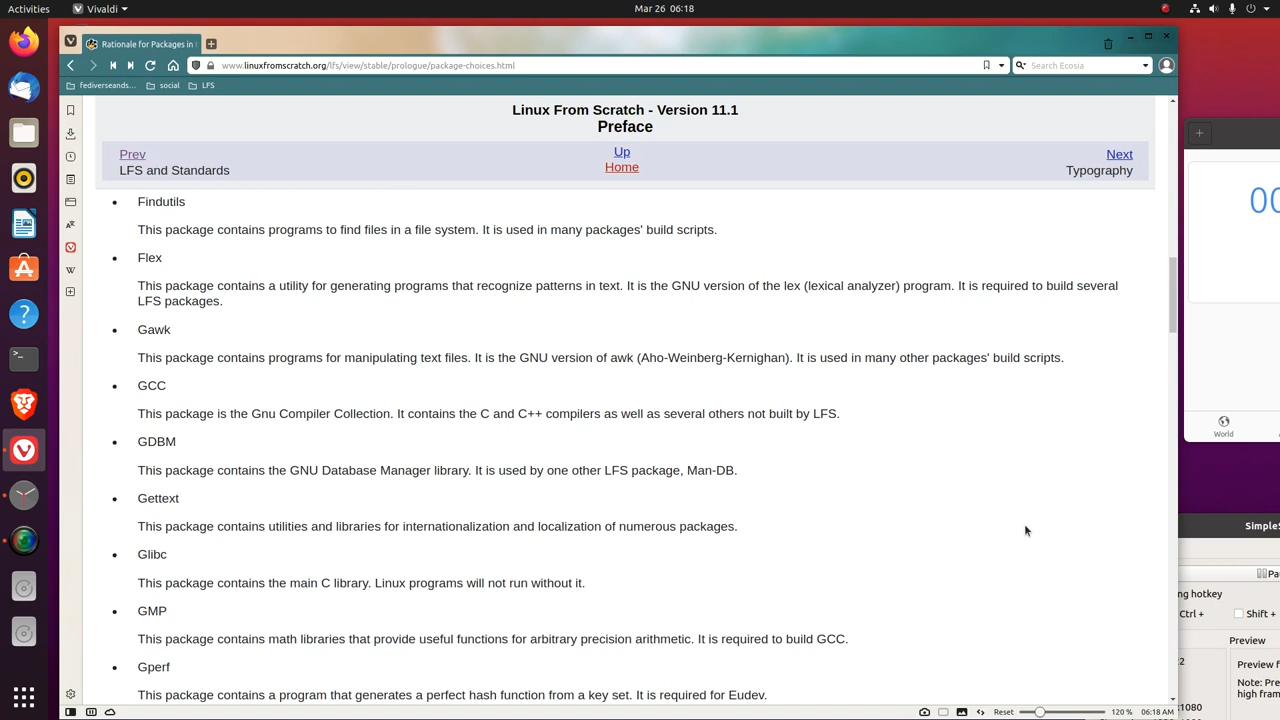 Activities
Vivaldi
Mar 26 06:18
Rationale for Packages in
www.linuxfromscratch.org/lfs/view/stable/prologue/package-choices.html
Search Ecosia
fediverseands...
social
LFS
Linux From Scratch - Version 11.1
Preface
Prev
Up
Next
LFS and Standards
Home
Typography
Findutils
This package contains programs to find files in a file system. It is used in many packages' build scripts.
Flex
This package contains a utility for generating programs that recognize patterns in text. It is the GNU version of the lex (lexical analyzer) program. It is required to build several
LFS packages.
Gawk
This package contains programs for manipulating text files. It is the GNU version of awk (Aho-Weinberg-Kernighan). It is used in many other packages' build scripts.
GCC
This package is the Gnu Compiler Collection. It contains the C and C++ compilers as well as several others not built by LFS.
GDBM
This package contains the GNU Database Manager library. It is used by one other LFS package, Man-DB.
Gettext
This package contains utilities and libraries for internationalization and localization of numerous packages.
Glibc
This package contains the main C library. Linux programs will not run without it.
GMP
This package contains math libraries that provide useful functions for arbitrary precision arithmetic. It is required to build GCC.
Gperf
This package contains a program that generates a perfect hash function from a key set. It is required for Eudev.
Reset
120 %
06:18 AM
00
World
SimpleS
Pa
ng hotkey
Ctrl +
Shift +
Preview
2
Preview f
Note: Pre
high fram
1080